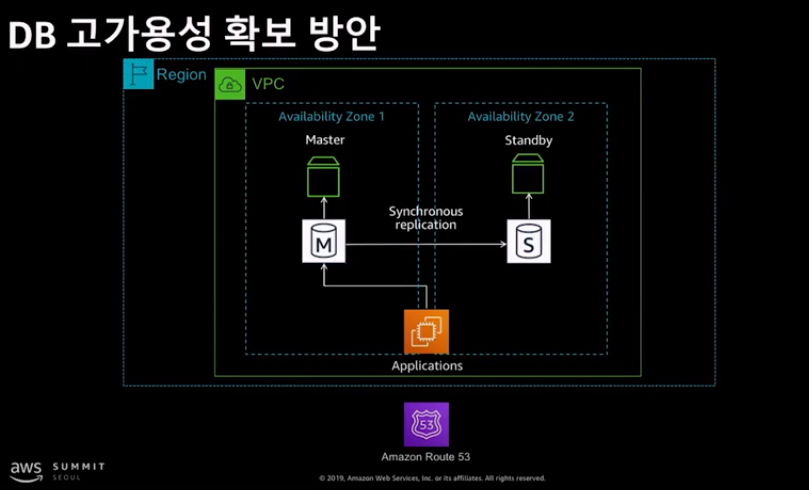 DB 고가용성 확보 방안
Region
VPC
Availability Zone 1
Availability Zone 2
Master
Standby
Synchronous
replication
M
S
Applications
53
Amazon Route 53
aws SUMMIT
SEOUL
© 2019, Amazon Web Services, Inc. or its affiliates. All rights reserved.